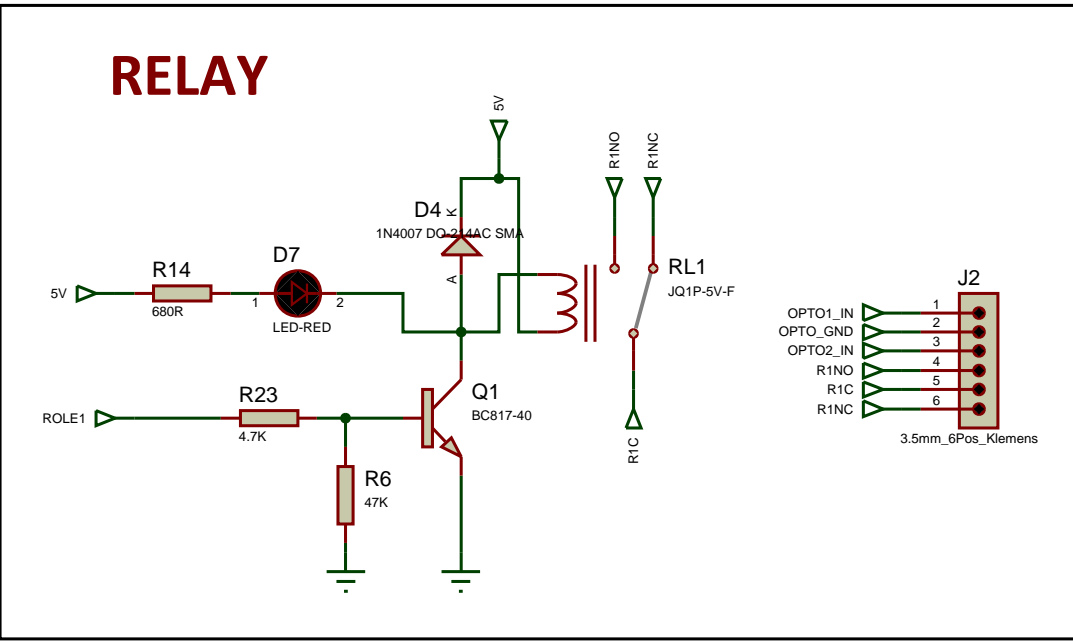 RELAY
5V
R1NO
R1NC
D4
K
1N4007 DO-214AC SMA
A
D7
R14
5V
680R
1
2
LED-RED
RL1
JQ1P-5V-F
R1C
Q1
BC817-40
R23
ROLE1
4.7K
R6
47K
J2
OPTO1_IN
1
OPTO_GND
2
OPTO2_IN
3
R1NO
4
R1C
5
R1NC
6
3.5mm_6Pos_Klemens